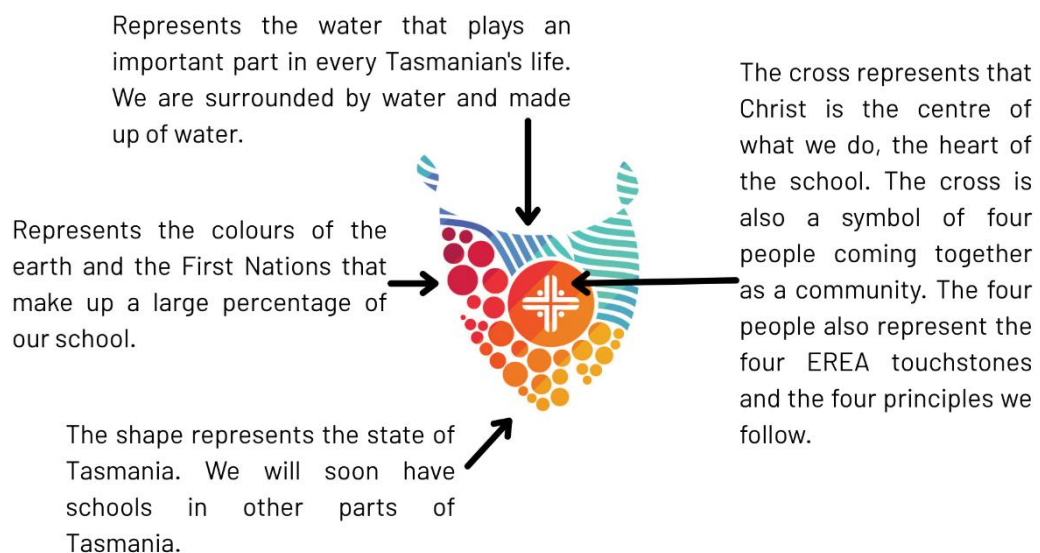 Represents the water that plays an
important part in every Tasmanian's life.
We are surrounded by water and made
up of water.
Represents the colours of the
earth and the First Nations that
make up a large percentage of
our school.
The shape represents the state of
Tasmania. We will soon have
schools in other parts of
Tasmania.
The cross represents that
Christ is the centre of
what we do, the heart of
the school. The cross is
also a symbol of four
people coming together
as a community. The four
people also represent the
four EREA touchstones
and the four principles we
follow.